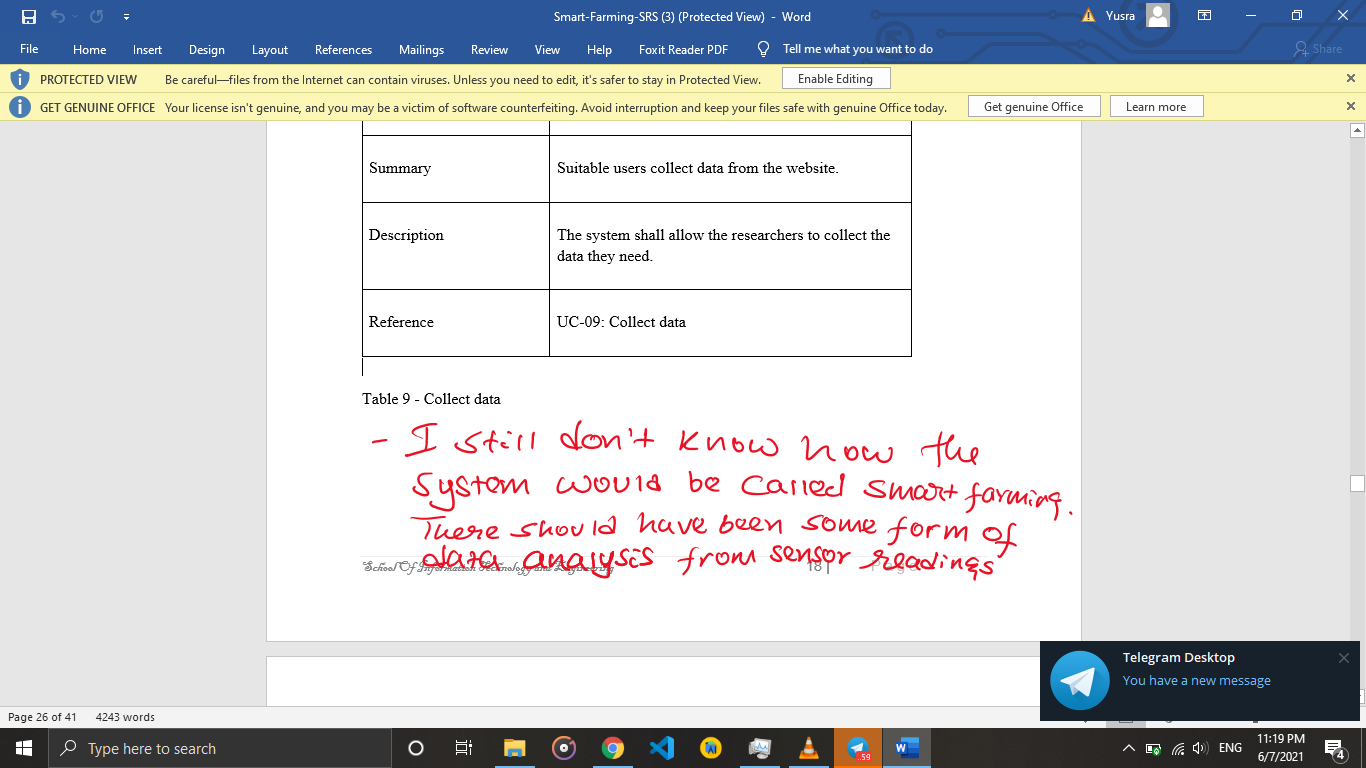 Smart-Farming-SRS (3) (Protected View) - Word
Yusra
File Home Insert Design Layout References Mailings Review View Help Foxit Reader PDF Tell me what you want to do Share
PROTECTED VIEW Be careful—files from the Internet can contain viruses. Unless you need to edit, it's safer to stay in Protected View. Enable Editing
GET GENUINE OFFICE Your license isn't genuine, and you may be a victim of software counterfeiting. Avoid interruption and keep your files safe with genuine Office today. Get genuine Office Learn more
Summary Suitable users collect data from the website.
Description The system shall allow the researchers to collect the
data they need.
Reference UC-09: Collect data
Table 9 - Collect data
- I still don't know how the
system would be called smart farming.
There should have been some form of
data analysis from sensor readings
School Of Information Technology and Engineering 18 | Page
Telegram Desktop
You have a new message
Page 26 of 41 4243 words
Type here to search
59
ENG
11:19 PM
6/7/2021
4